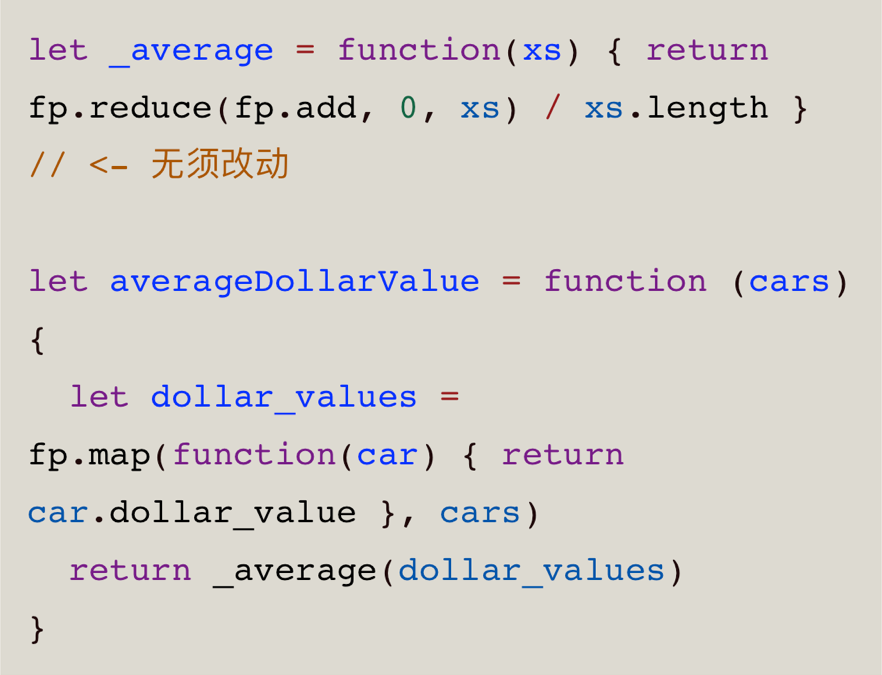 let _average = function(xs) { return
fp.reduce(fp.add, 0, xs) / xs.length }
// <- 无须改动
let averageDollarValue = function (cars)
{
  let dollar_values =
fp.map(function(car) { return
car.dollar_value }, cars)
  return _average(dollar_values)
}